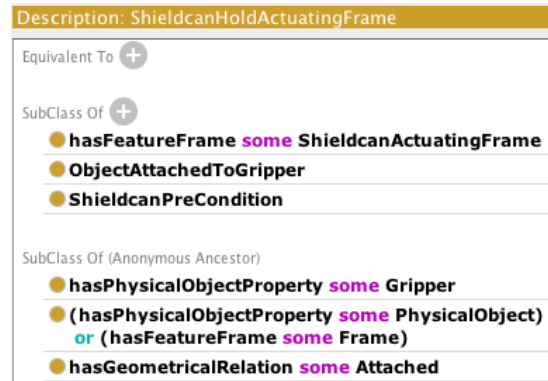 Description: ShieldcanHoldActuatingFrame
Equivalent To
SubClass Of
hasFeatureFrame some ShieldcanActuatingFrame
ObjectAttachedToGripper
ShieldcanPreCondition
SubClass Of (Anonymous Ancestor)
hasPhysicalObjectProperty some Gripper
(hasPhysicalObjectProperty some PhysicalObject)
or (hasFeatureFrame some Frame)
hasGeometricalRelation some Attached